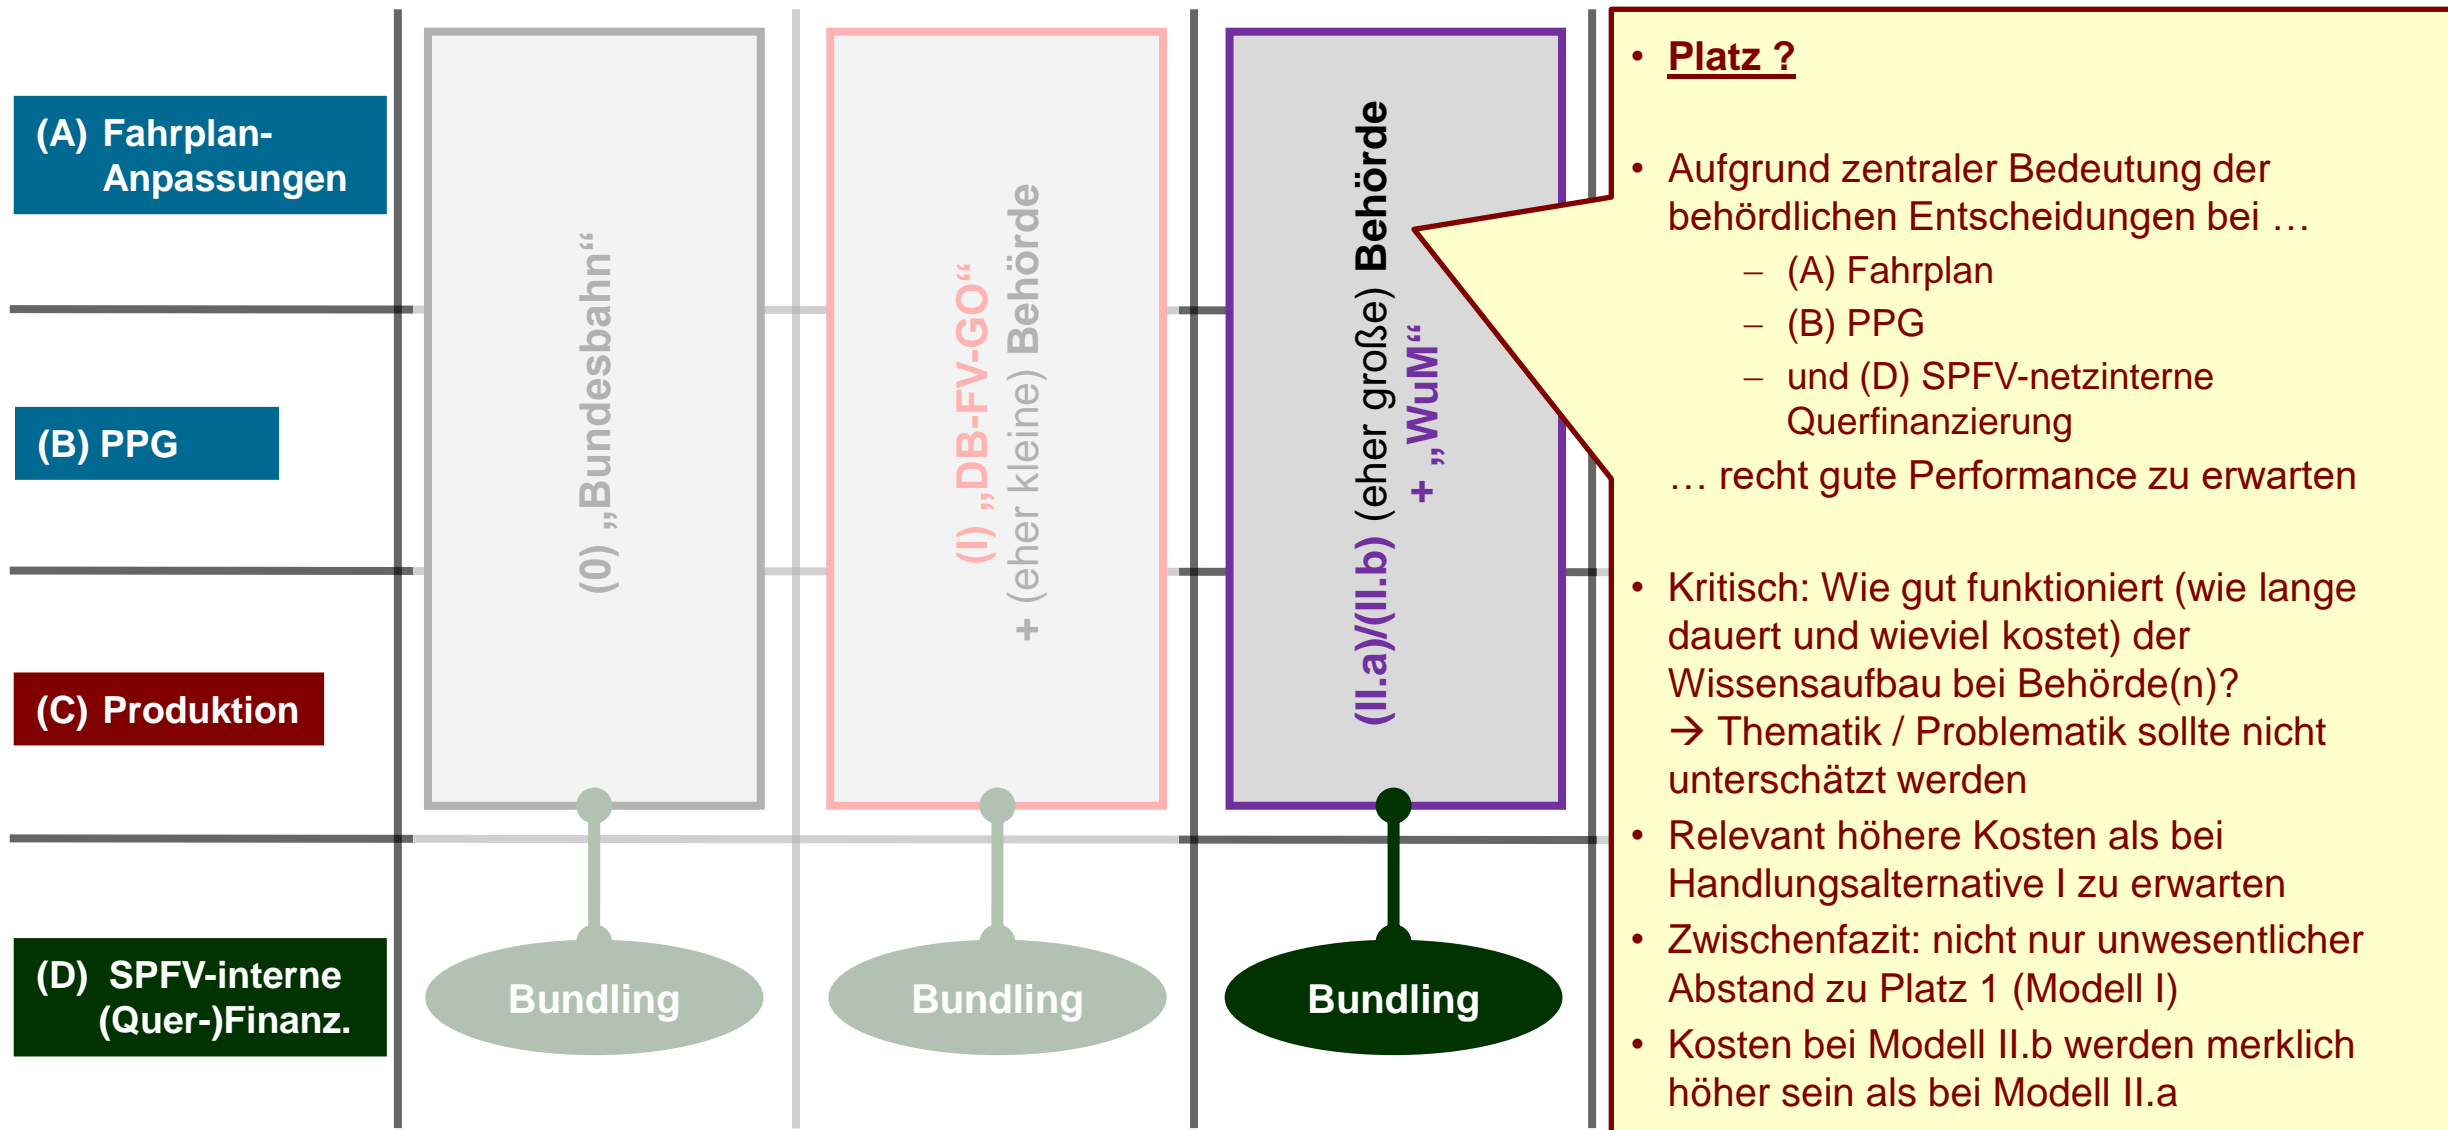 (A) Fahrplan-
Anpassungen
(B) PPG
(C) Produktion
(D) SPFV-interne
(Quer-)Finanz.
(0) „Bundesbahn“
Bundling
(I) „DB-FV-GO“
+ (eher kleine) Behörde
Bundling
(II.a)/(II.b) (eher große) Behörde
+ „WuM“
Bundling
• Platz ?
• Aufgrund zentraler Bedeutung der
behördlichen Entscheidungen bei …
– (A) Fahrplan
– (B) PPG
– und (D) SPFV-netzinterne
Querfinanzierung
… recht gute Performance zu erwarten
• Kritisch: Wie gut funktioniert (wie lange
dauert und wieviel kostet) der
Wissensaufbau bei Behörde(n)?
→ Thematik / Problematik sollte nicht
unterschätzt werden
• Relevant höhere Kosten als bei
Handlungsalternative I zu erwarten
• Zwischenfazit: nicht nur unwesentlicher
Abstand zu Platz 1 (Modell I)
• Kosten bei Modell II.b werden merklich
höher sein als bei Modell II.a